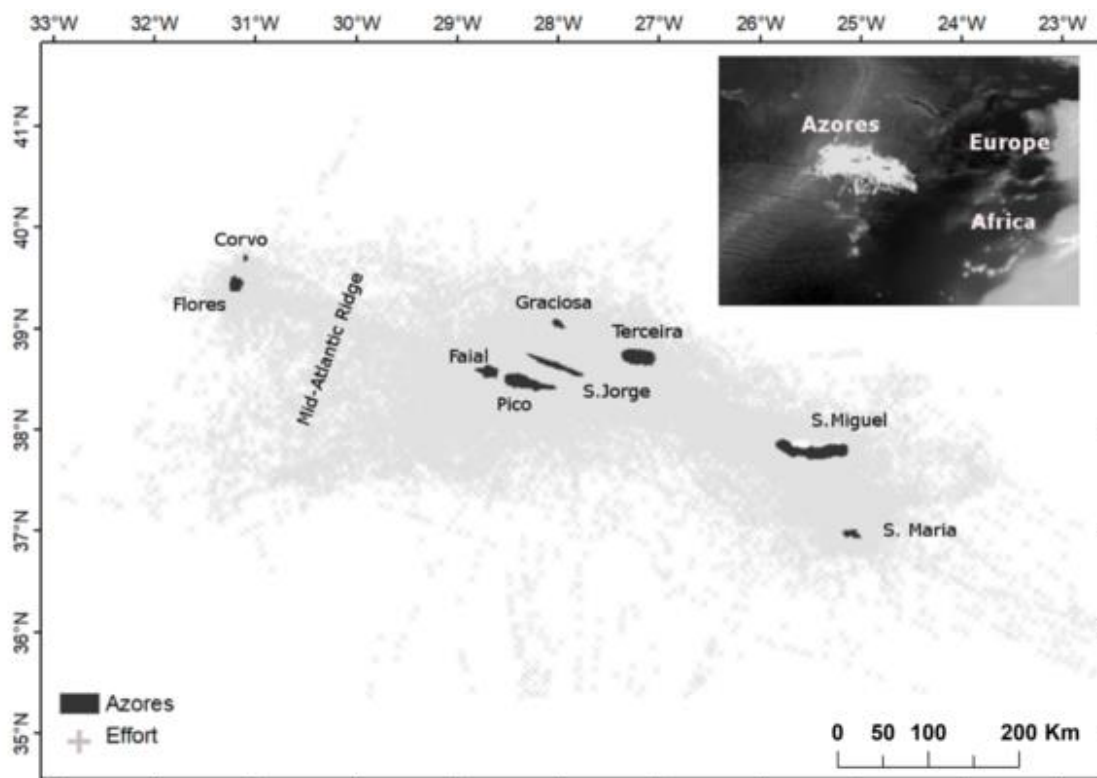 33°W 32°W 31°W 30°W 29°W 28°W 27°W 26°W 25°W 24°W 23°W
41°N
40°N
39°N
38°N
37°N
36°N
35°N
Azores
Europe
Africa
Corvo
Flores
Mid-Atlantic Ridge
Graciosa
Terceira
Faial
Pico
S.Jorge
S.Miguel
S. Maria
Azores
Effort
0 50 100 200 Km